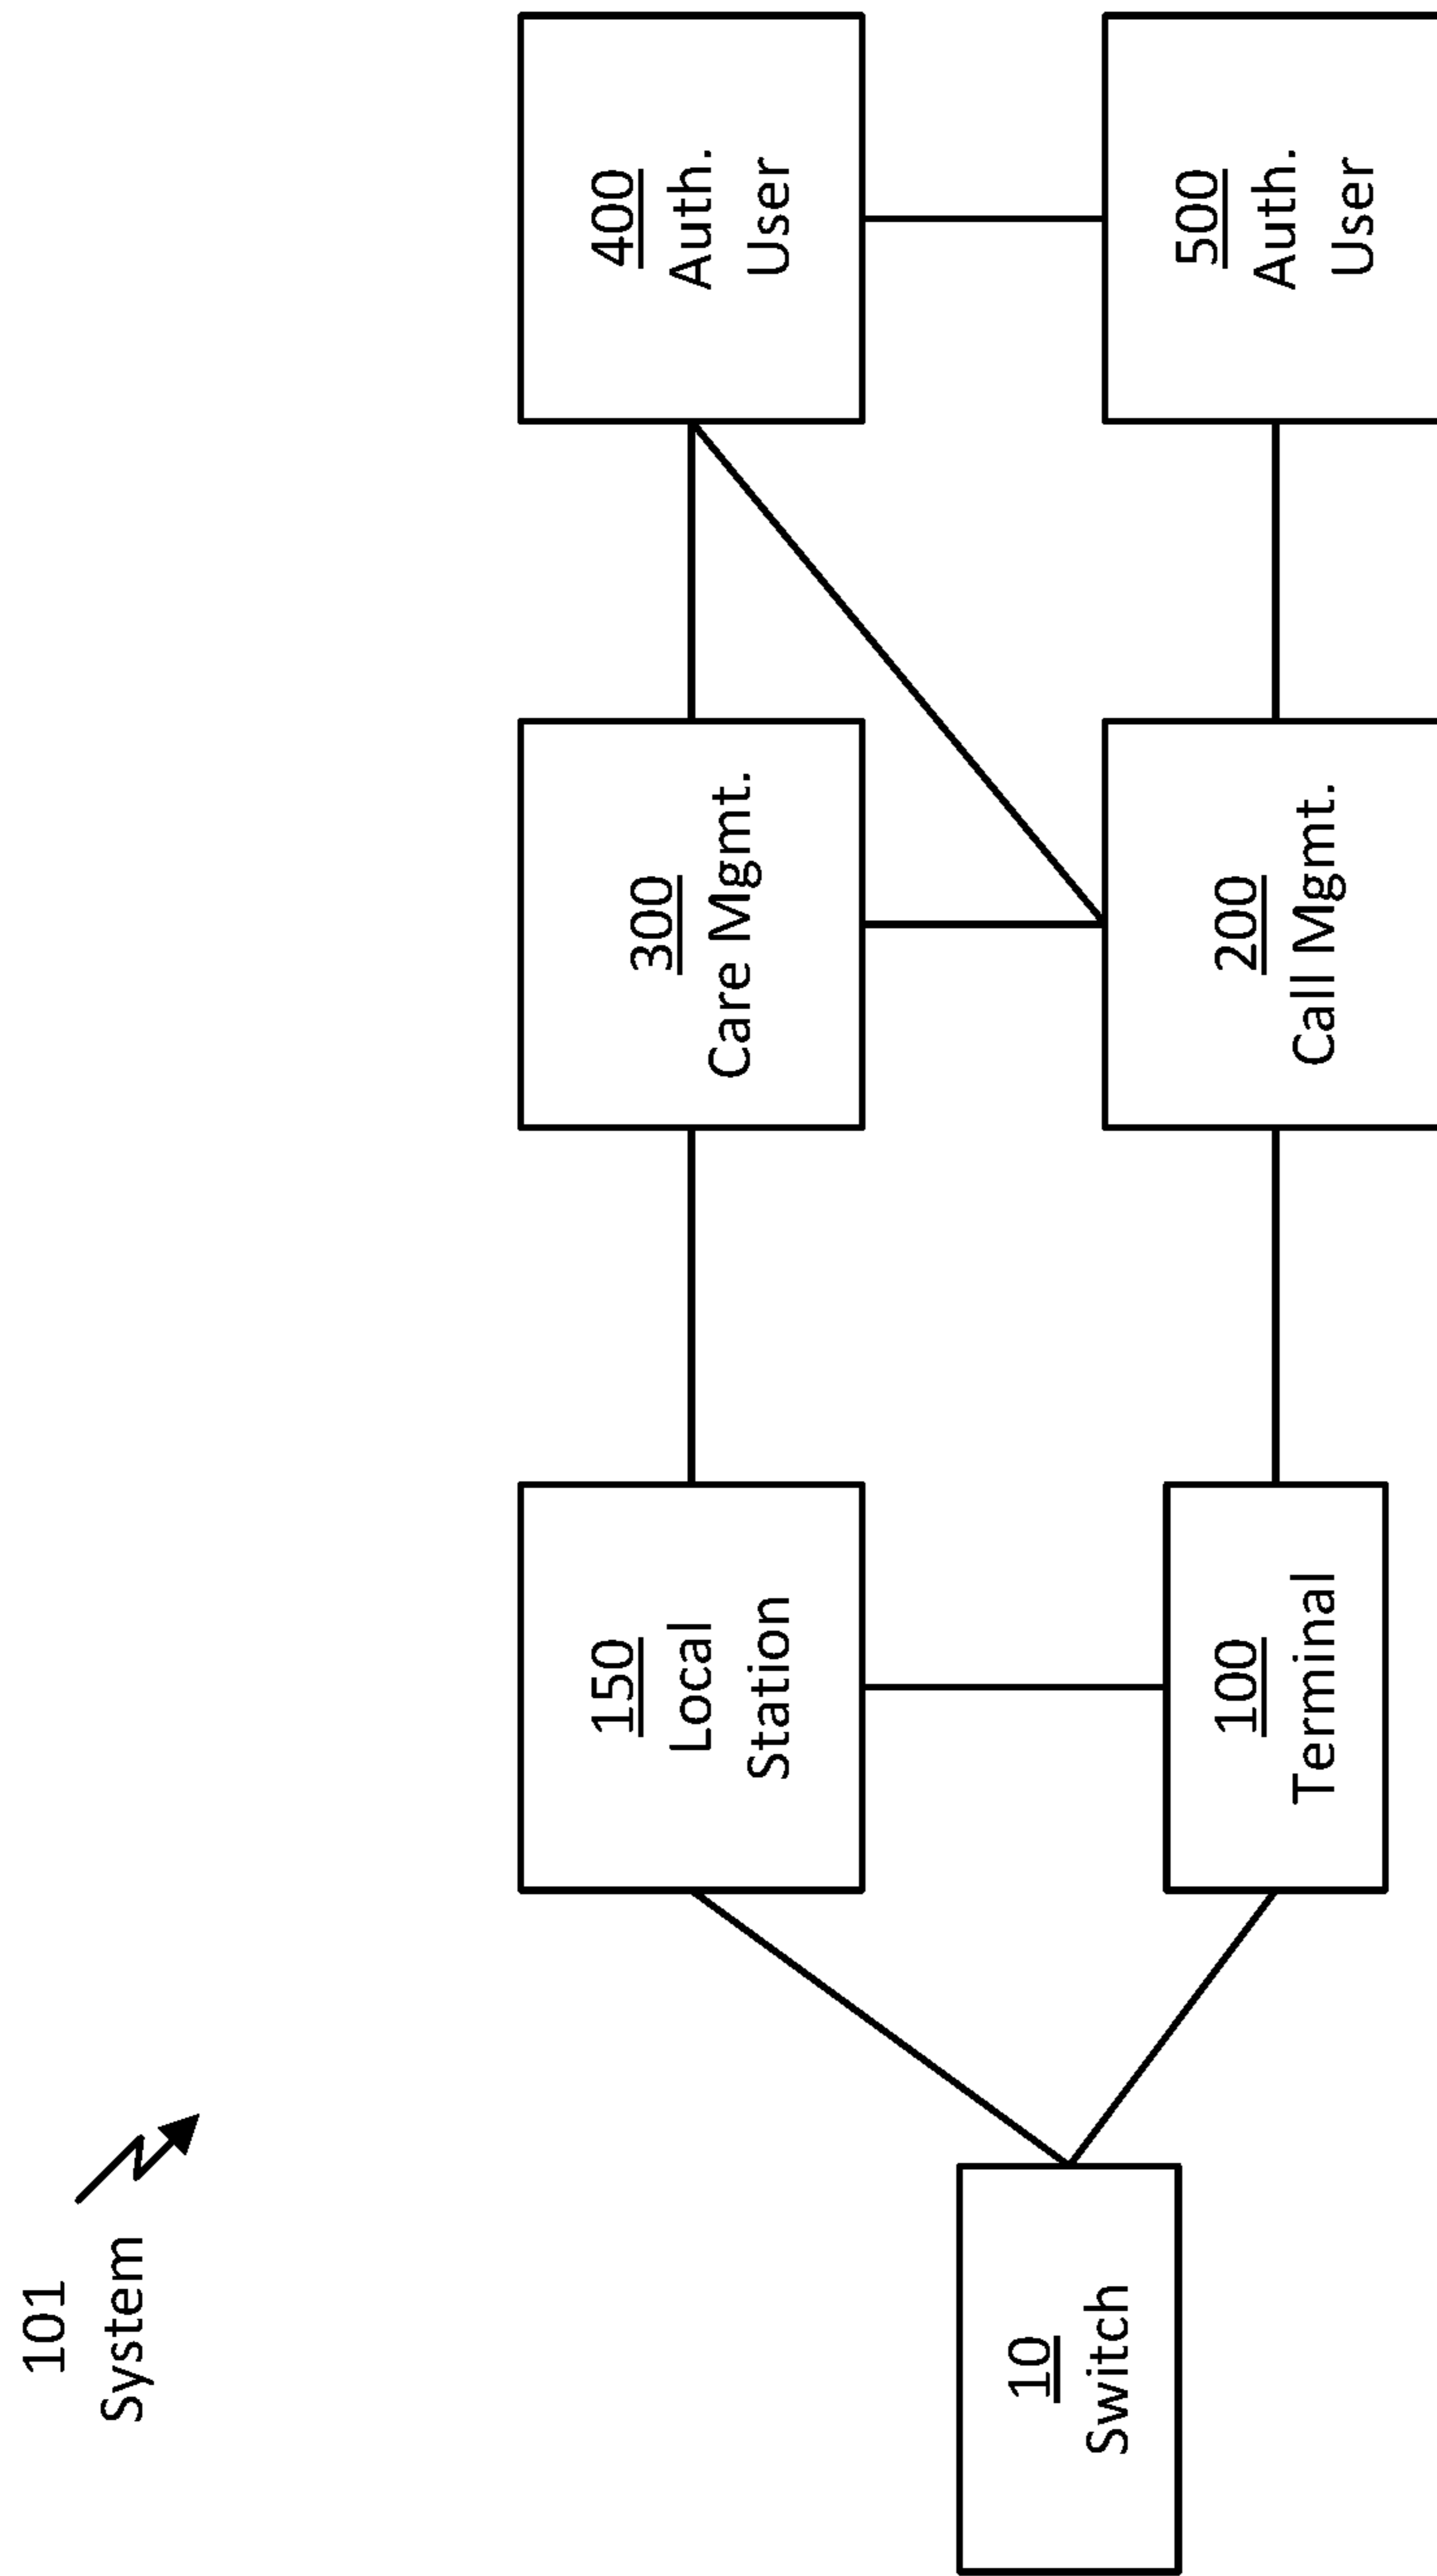 101
System
150
Local
Station
300
Care Mgmt.
400
Auth.
User
10
Switch
100
Terminal
200
Call Mgmt.
500
Auth.
User